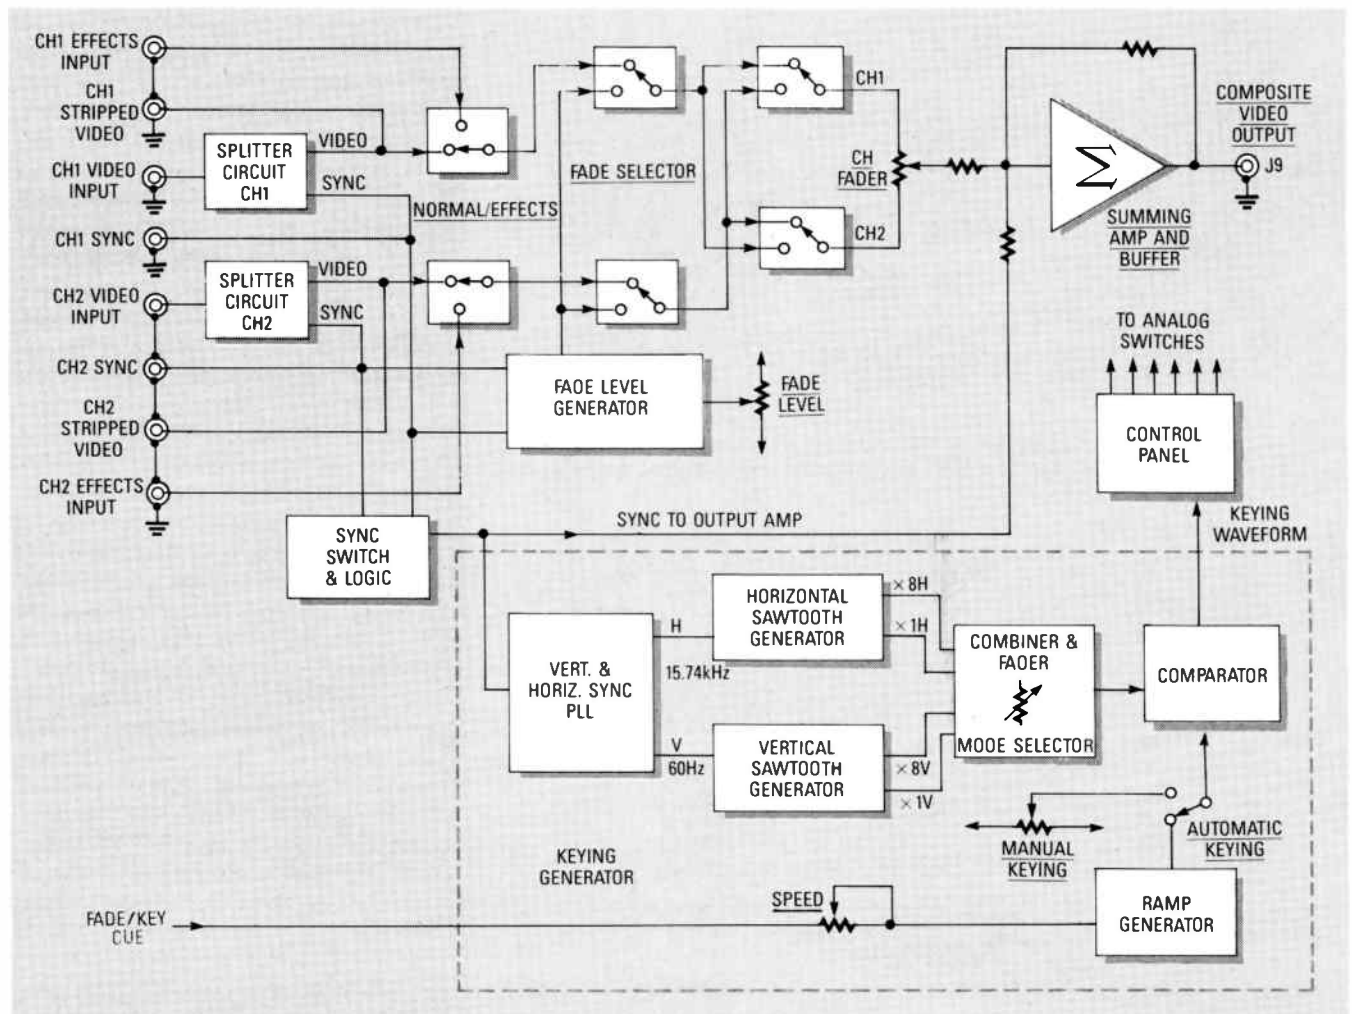 CH1 EFFECTS
INPUT
CH1
STRIPPED
VIDEO
CH1 VIDEO
INPUT
CH1 SYNC
CH2 VIDEO
INPUT
CH2 SYNC
CH2
STRIPPED
VIDEO
CH2 EFFECTS
INPUT
SPLITTER
CIRCUIT
CH1
VIDEO
SYNC
SPLITTER
CIRCUIT
CH2
VIDEO
SYNC
NORMAL/EFFECTS
FADE SELECTOR
CH1
CH
FADER
CH2
SUMMING
AMP AND
BUFFER
Σ
COMPOSITE
VIDEO
OUTPUT
J9
FAOE LEVEL
GENERATOR
FADE
LEVEL
TO ANALOG
SWITCHES
CONTROL
PANEL
KEYING
WAVEFORM
SYNC
SWITCH
& LOGIC
SYNC TO OUTPUT AMP
VERT. &
HORIZ. SYNC
PLL
H
15.74kHz
V
60Hz
HORIZONTAL
SAWTOOTH
GENERATOR
× 8H
× 1H
VERTICAL
SAWTOOTH
GENERATOR
× 8V
× 1V
COMBINER &
FAOER
MOOE SELECTOR
COMPARATOR
MANUAL
KEYING
AUTOMATIC
KEYING
KEYING
GENERATOR
SPEED
RAMP
GENERATOR
FADE/KEY
CUE